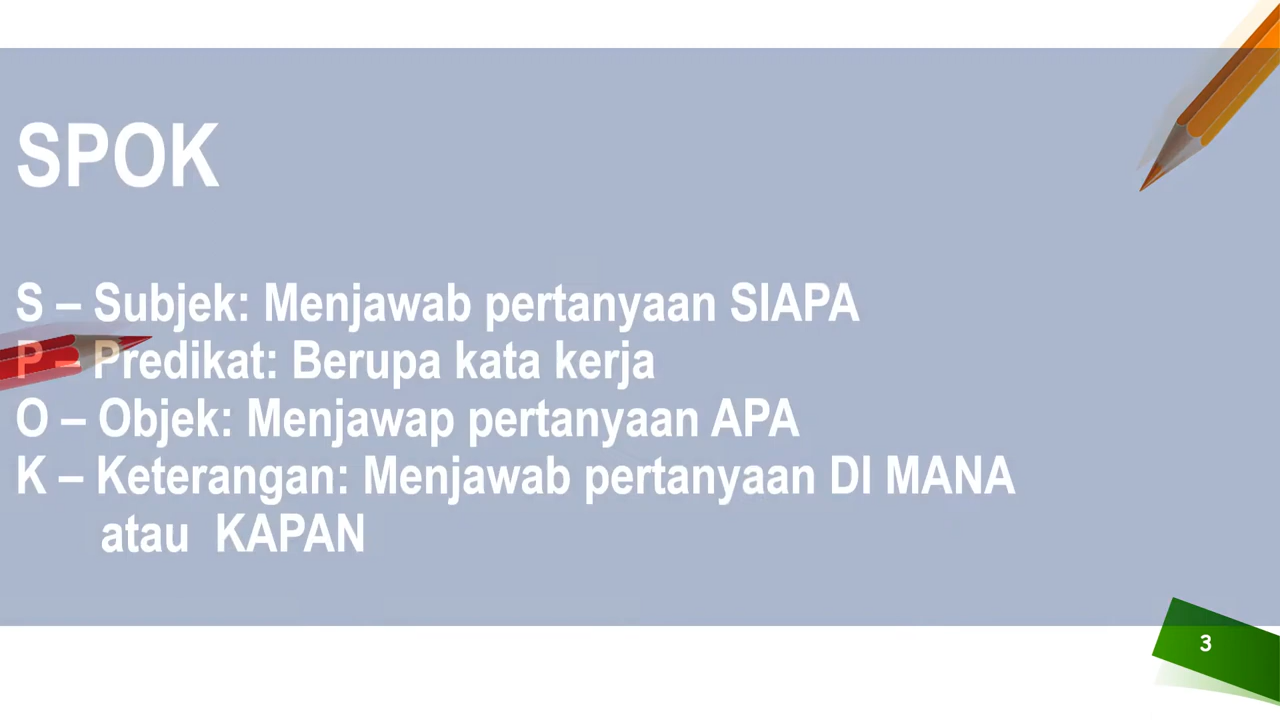 SPOK
S – Subjek: Menjawab pertanyaan SIAPA
P – Predikat: Berupa kata kerja
O – Objek: Menjawap pertanyaan APA
K – Keterangan: Menjawab pertanyaan DI MANA
atau KAPAN
3